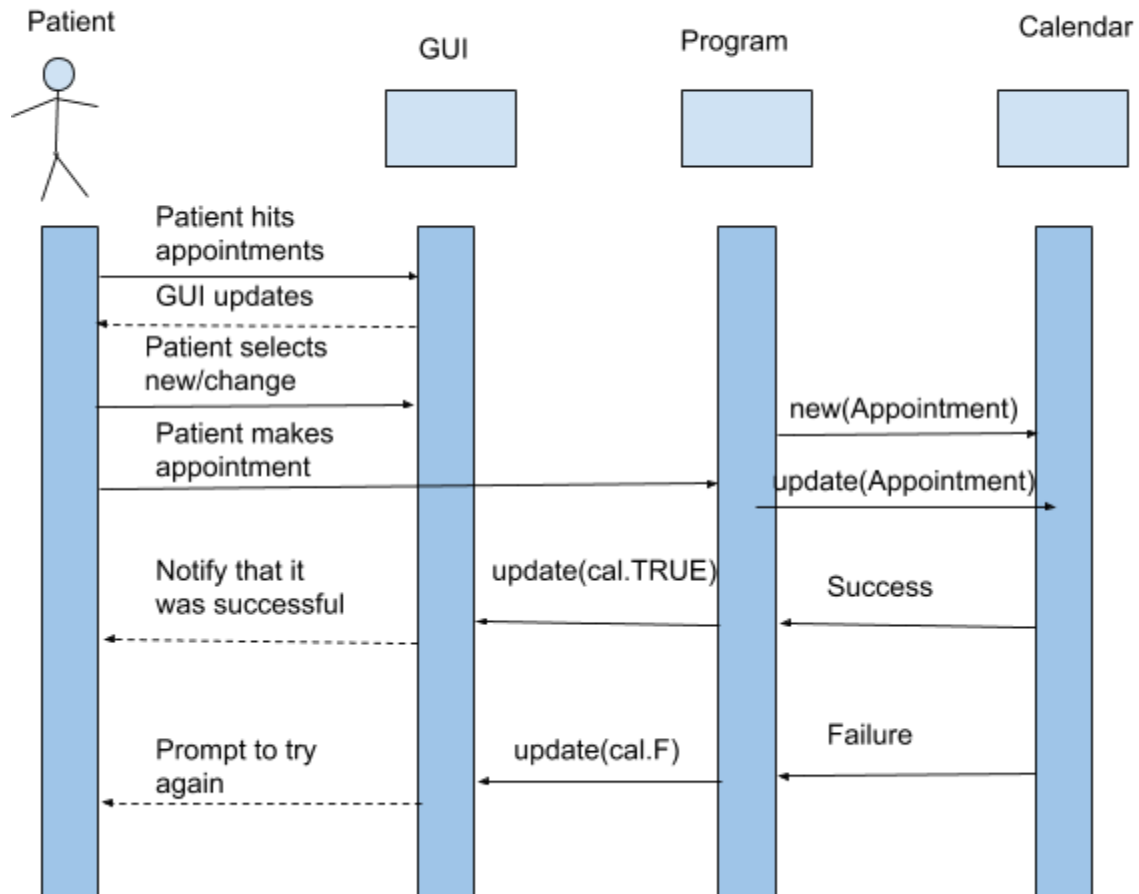 Patient
GUI
Program
Calendar
Patient hits
appointments
GUI updates
Patient selects
new/change
new(Appointment)
Patient makes
appointment
update(Appointment)
Notify that it
was successful
update(cal.TRUE)
Success
Prompt to try
again
update(cal.F)
Failure